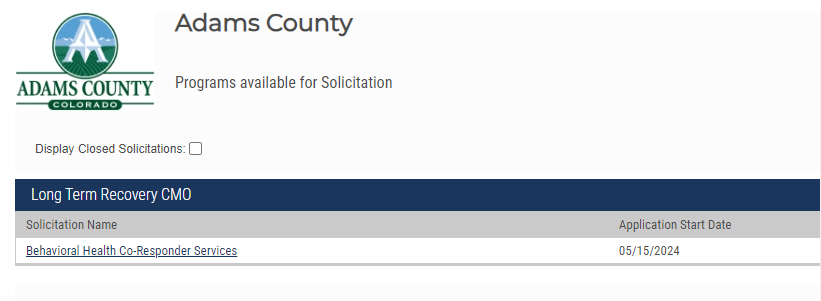 Adams County
ADAMS COUNTY
COLORADO
Programs available for Solicitation
Display Closed Solicitations:
Long Term Recovery CMO
Solicitation Name Application Start Date
Behavioral Health Co-Responder Services 05/15/2024